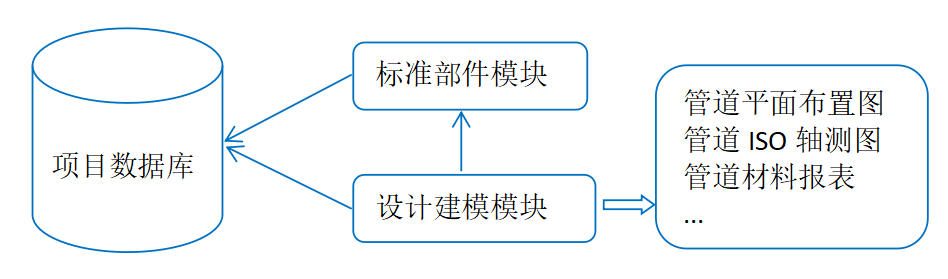 项目数据库
标准部件模块
设计建模模块
管道平面布置图
管道 ISO 轴测图
管道材料报表
...